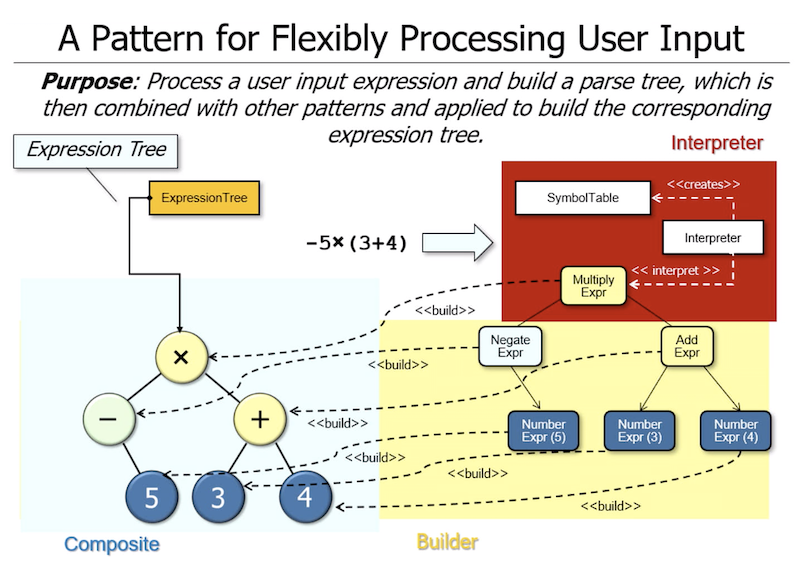 A Pattern for Flexibly Processing User Input
Purpose: Process a user input expression and build a parse tree, which is
then combined with other patterns and applied to build the corresponding
expression tree.
Interpreter
Expression Tree
ExpressionTree
SymbolTable
<<creates>>
Interpreter
-5×(3+4)
<< interpret >>
Multiply
Expr
<<build>>
Negate
Expr
Add
Expr
×
<<build>>
−
+
<<build>>
Number
Expr (5)
Number
Expr (3)
Number
Expr (4)
<<build>>
<<build>>
5
3
4
<<build>>
Composite
Builder